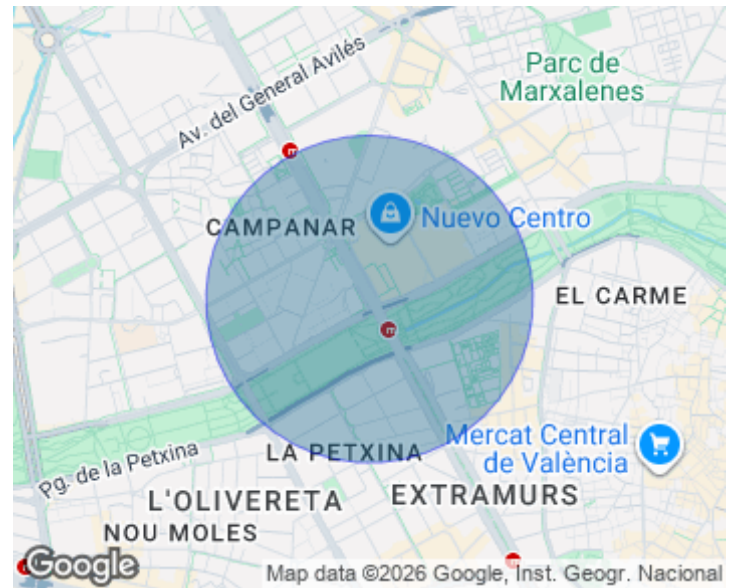 Parc de
Marxalenes
Av. del General Avilés
m
CAMPANAR
Nuevo Centro
EL CARME
m
Pg. de la Petxina
LA PETXINA
Mercat Central
de València
L'OLIVERETA
EXTRAMURS
NOU MOLES
Google
Map data ©2026 Google, Inst. Geogr. Nacional